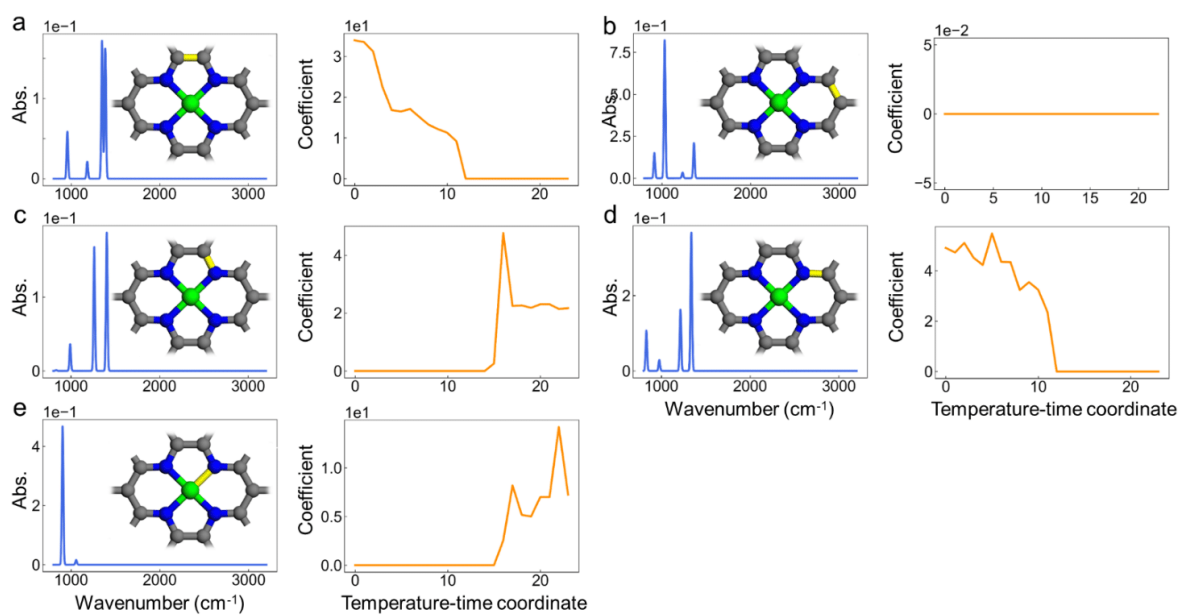 a
1e−1
Abs.
1
0
1000 2000 3000
1e1
Coefficient
3
2
1
0
0 10 20
b
1e−1
Abs.
7.5
5.0
2.5
0.0
1000 2000 3000
1e−2
Coefficient
5
0
−5
0 5 10 15 20
c
1e−1
Abs.
1
0
1000 2000 3000
Coefficient
4
2
0
0 10 20
d
1e−1
Abs.
2
0
1000 2000 3000
Wavenumber (cm⁻¹)
Coefficient
4
2
0
0 10 20
Temperature-time coordinate
e
1e−1
Abs.
4
2
0
1000 2000 3000
Wavenumber (cm⁻¹)
1e1
Coefficient
1.0
0.5
0.0
0 10 20
Temperature-time coordinate